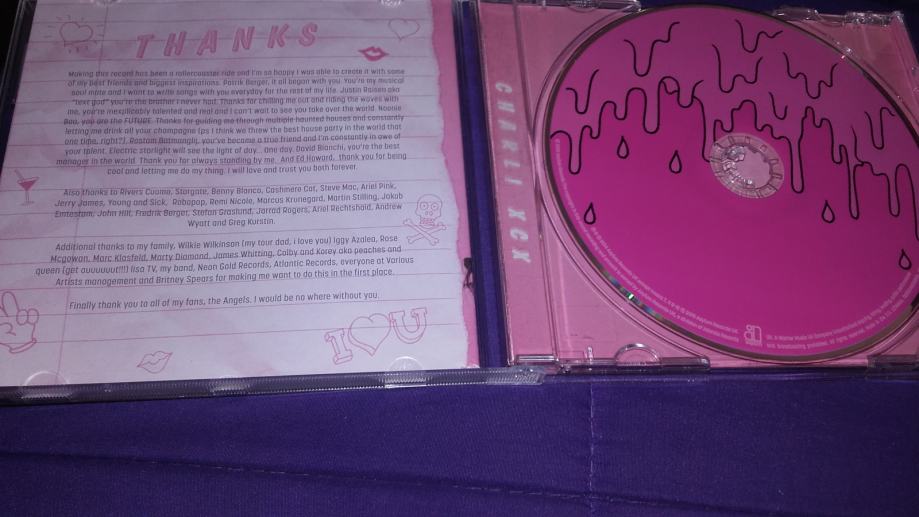 THANKS
Making this record has been a rollercoaster ride and I'm so happy I was able to create it with some
of my best friends and biggest inspirations. Patrik Berger, it all began with you. You're my musical
soul mate and I want to write songs with you everyday for the rest of my life. Justin Raisen aka
"text god" you're the brother I never had. Thanks for chilling me out and riding the waves with
me, you're inexplicably talented and real and I can't wait to see you take over the world. Noonie
Bao, you are the FUTURE. Thanks for guiding me through multiple haunted houses and constantly
letting me drink all your champagne (ps I think we threw the best house party in the world that
one time, right?). Rostam Batmanglij, you've become a true friend and I'm constantly in awe of
your talent. Electric starlight will see the light of day.. one day. David Bianchi, you're the best
manager in the world. Thank you for always standing by me. And Ed Howard, thank you for being
cool and letting me do my thing. I will love and trust you both forever.
Also thanks to Rivers Cuomo, Stargate, Benny Blanco, Cashmere Cat, Steve Mac, Ariel Pink,
Jerry James, Young and Sick, Robopop, Remi Nicole, Marcus Krunegard, Martin Stilling, Jakob
Emtestam, John Hill, Fredrik Berger, Stefan Graslund, Jarrad Rogers, Ariel Rechtshaid, Andrew
Wyatt and Greg Kurstin.
Additional thanks to my family, Wilkie Wilkinson (my tour dad, i love you) Iggy Azalea, Rose
Mcgowan, Marc Klasfeld, Marty Diamond, James Whitting, Colby and Korey aka peaches and
queen (get auuuuuut!!!) lisa TV, my band, Neon Gold Records, Atlantic Records, everyone at Various
Artists management and Britney Spears for making me want to do this in the first place.
Finally thank you to all of my fans, the Angels. I would be no where without you.
I U
CHARLI XCX